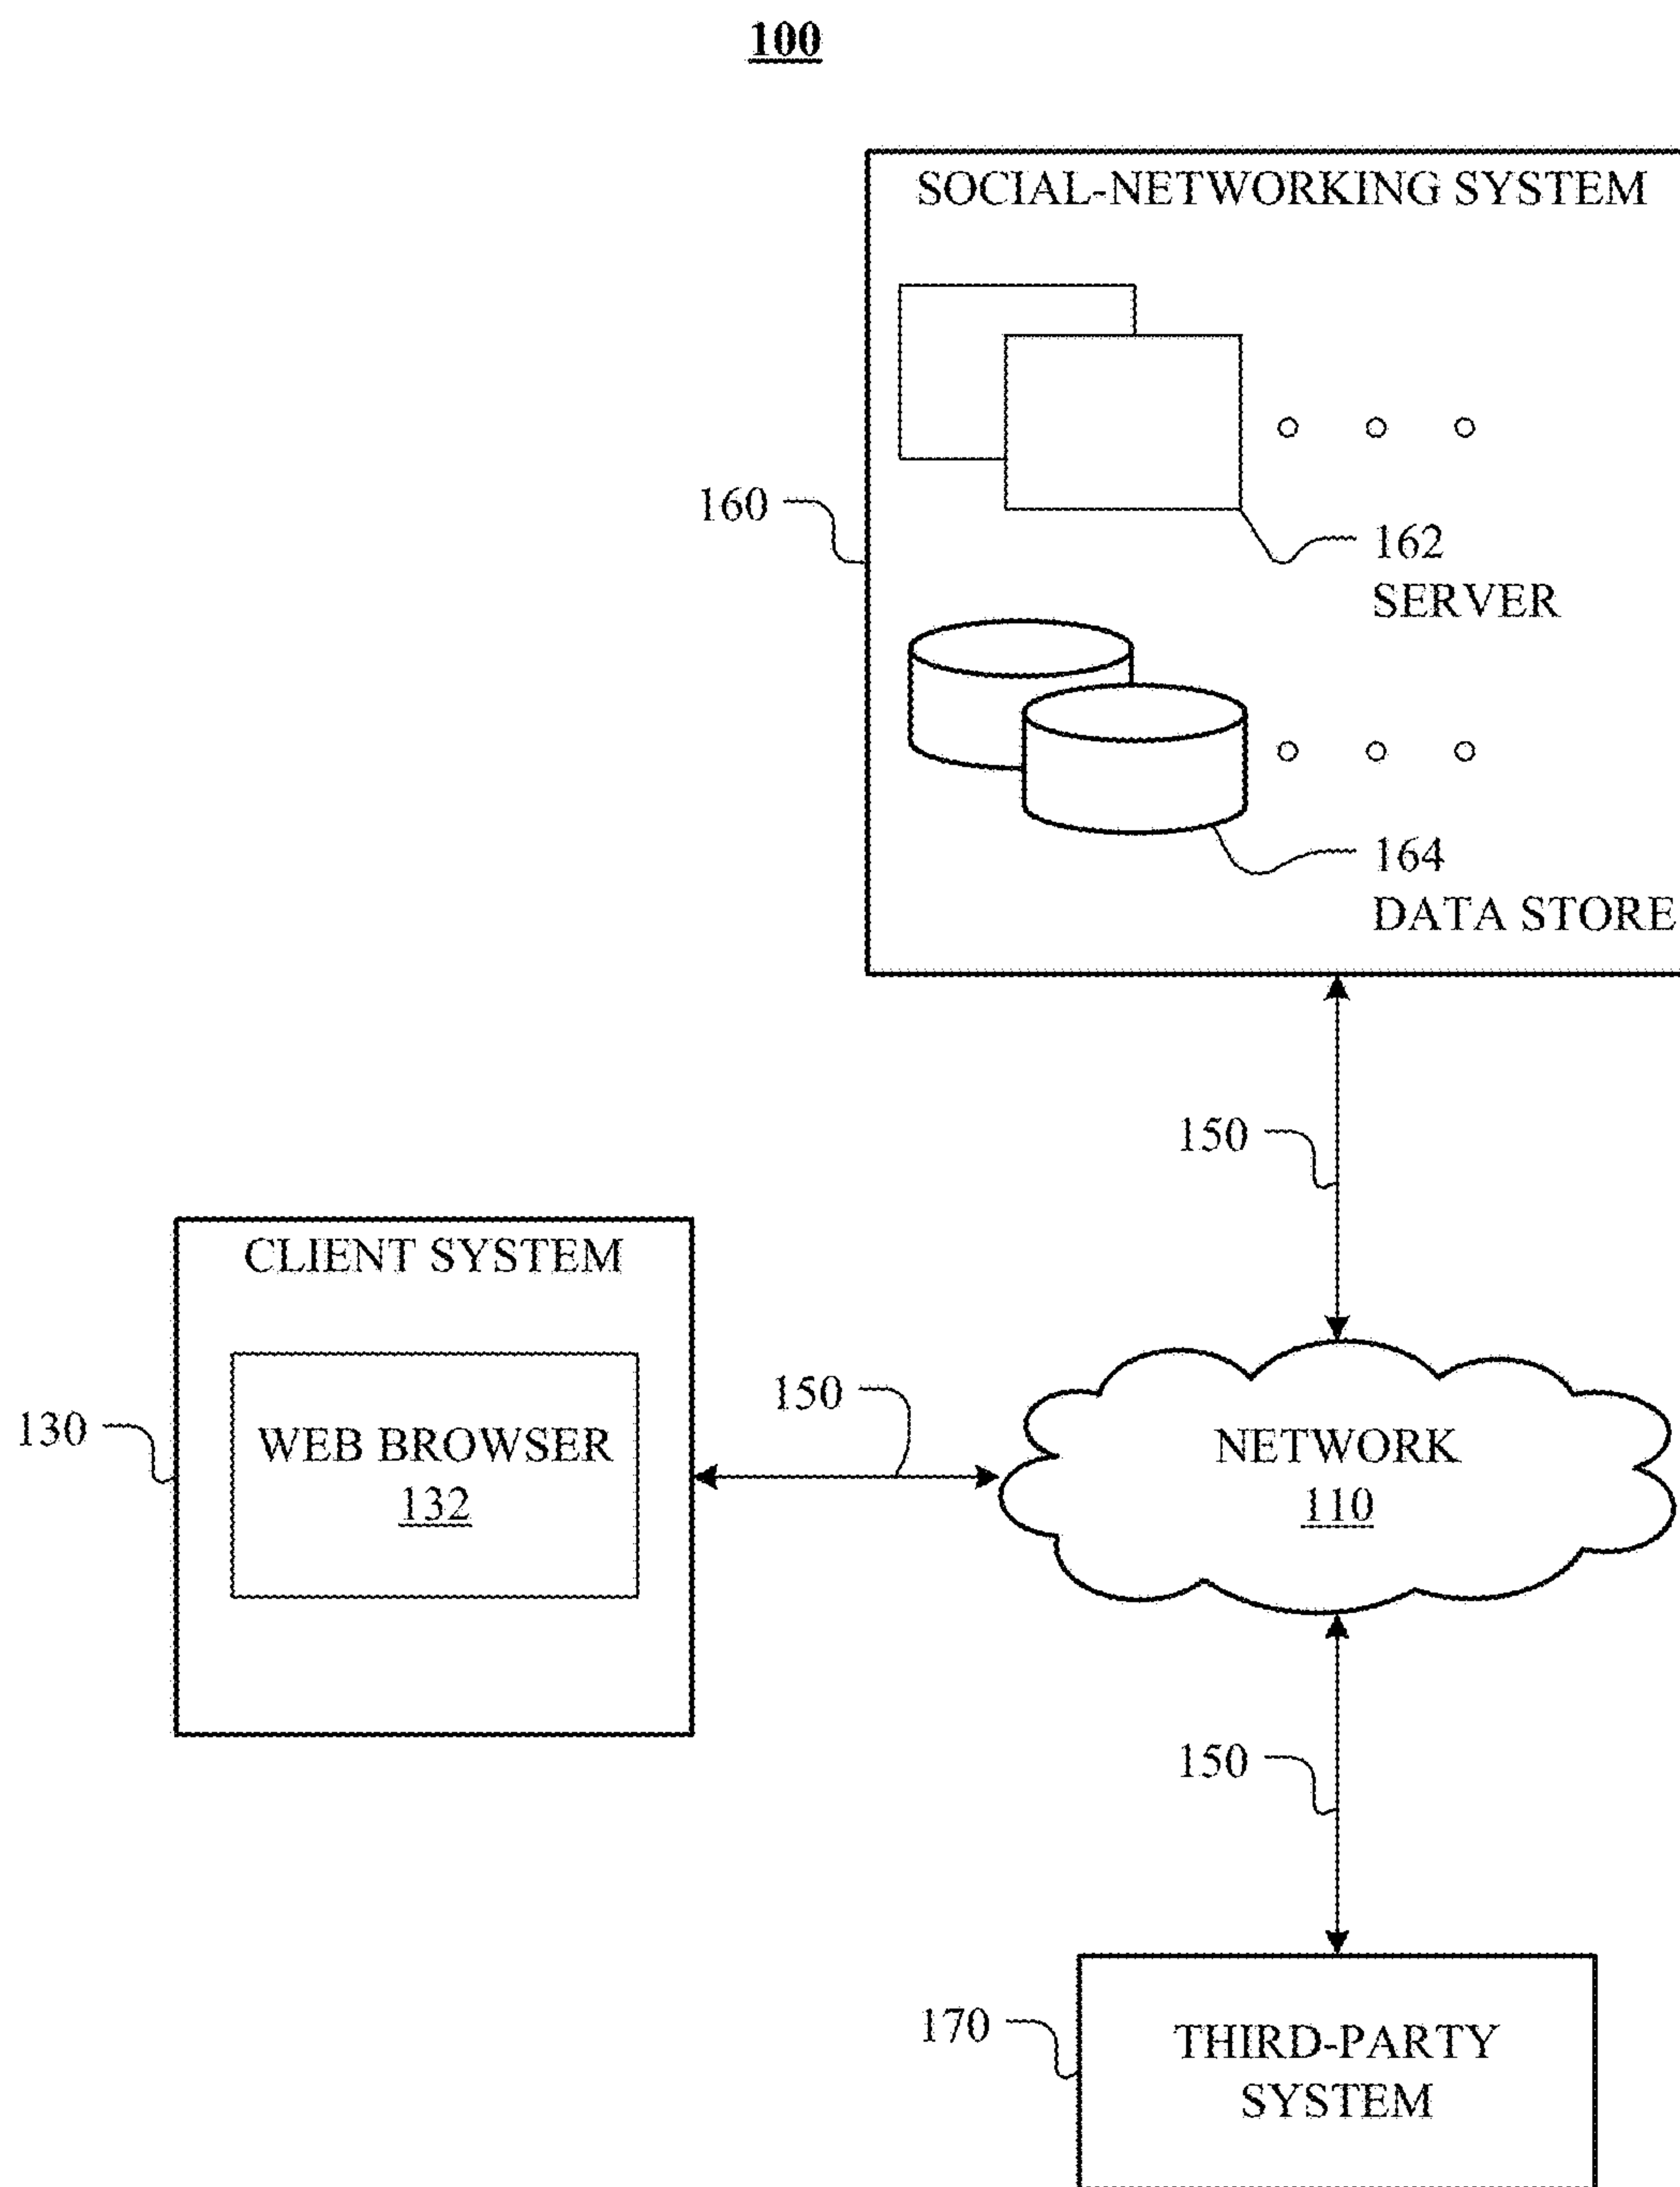 100
SOCIAL-NETWORKING SYSTEM
160
162
SERVER
164
DATA STORE
150
CLIENT SYSTEM
130
WEB BROWSER
132
150
NETWORK
110
150
170
THIRD-PARTY
SYSTEM